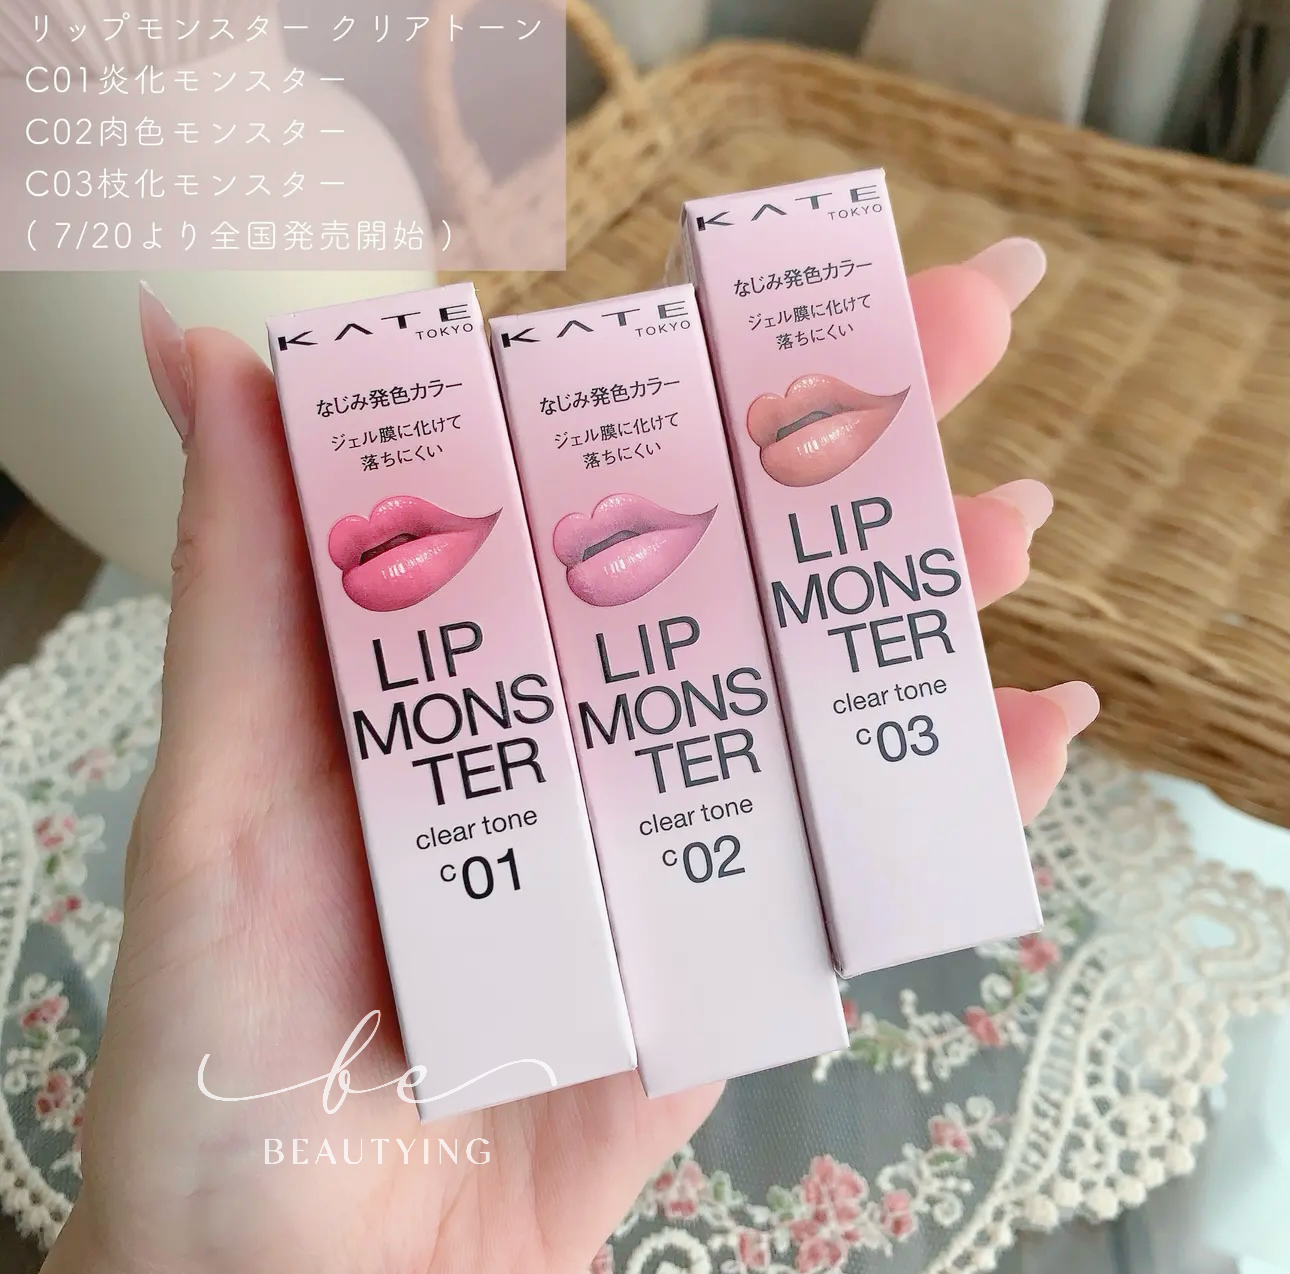 リップモンスター クリアトーン
C01炎化モンスター
C02肉色モンスター
C03枝化モンスター
( 7/20より全国発売開始 )
KATE
TOKYO
なじみ発色カラー
ジェル膜に化けて
落ちにくい
LIP
MONS
TER
clear tone
c01
KATE
TOKYO
なじみ発色カラー
ジェル膜に化けて
落ちにくい
LIP
MONS
TER
clear tone
c02
KATE
TOKYO
なじみ発色カラー
ジェル膜に化けて
落ちにくい
LIP
MONS
TER
clear tone
c03
be
BEAUTYING